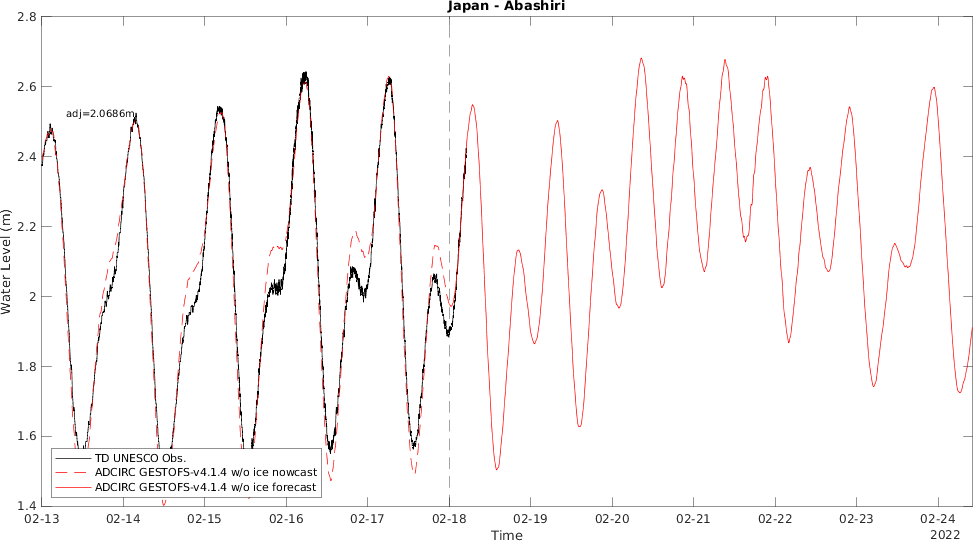 Japan - Abashiri
2.8
2.6
2.4
2.2
2
1.8
1.6
1.4
Water Level (m)
adj=2.0686m
TD UNESCO Obs.
ADCIRC GESTOFS-v4.1.4 w/o ice nowcast
ADCIRC GESTOFS-v4.1.4 w/o ice forecast
02-13 02-14 02-15 02-16 02-17 02-18 02-19 02-20 02-21 02-22 02-23 02-24
Time
2022